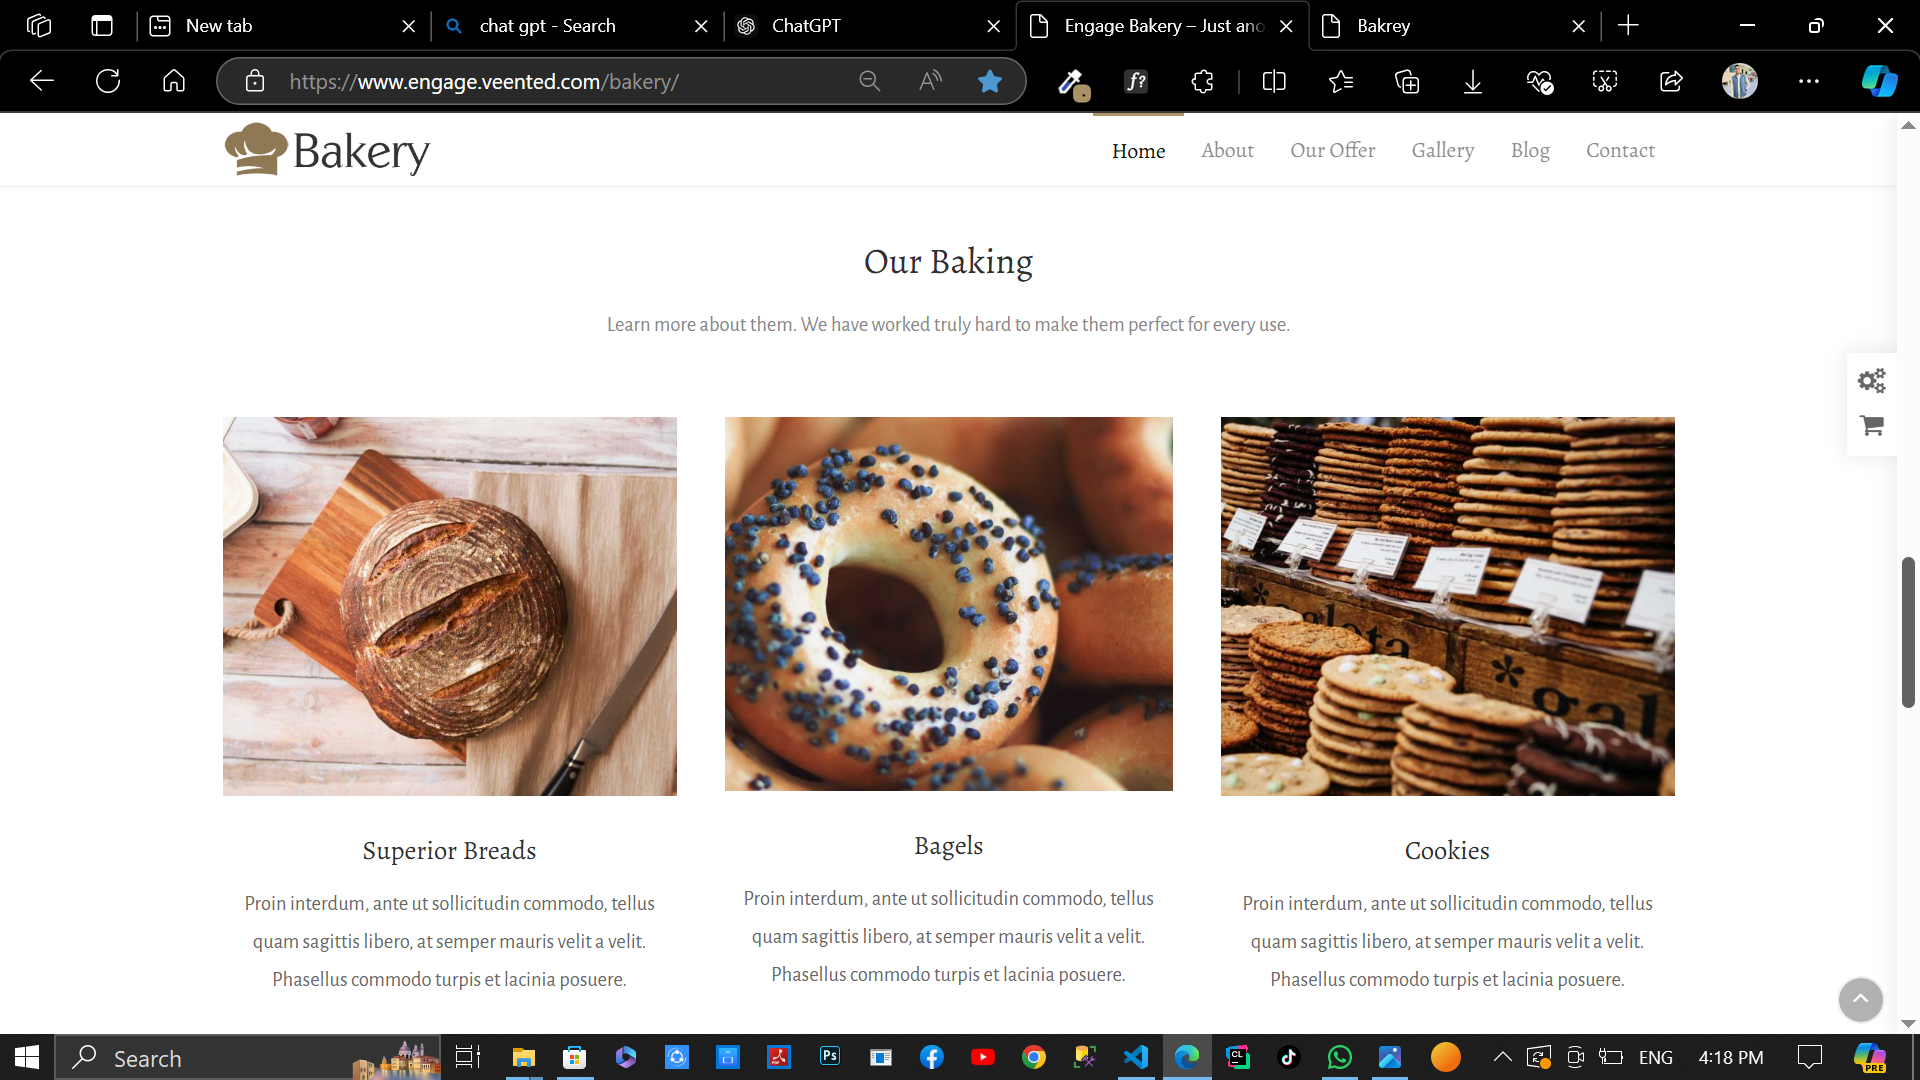 New tab
chat gpt - Search
ChatGPT
Engage Bakery – Just ano
Bakrey
https://www.engage.veented.com/bakery/
f?
Bakery
Home
About
Our Offer
Gallery
Blog
Contact
Our Baking
Learn more about them. We have worked truly hard to make them perfect for every use.
Superior Breads
Proin interdum, ante ut sollicitudin commodo, tellus
quam sagittis libero, at semper mauris velit a velit.
Phasellus commodo turpis et lacinia posuere.
Bagels
Proin interdum, ante ut sollicitudin commodo, tellus
quam sagittis libero, at semper mauris velit a velit.
Phasellus commodo turpis et lacinia posuere.
Cookies
Proin interdum, ante ut sollicitudin commodo, tellus
quam sagittis libero, at semper mauris velit a velit.
Phasellus commodo turpis et lacinia posuere.
Search
Ps
CL
ENG
4:18 PM
PRE